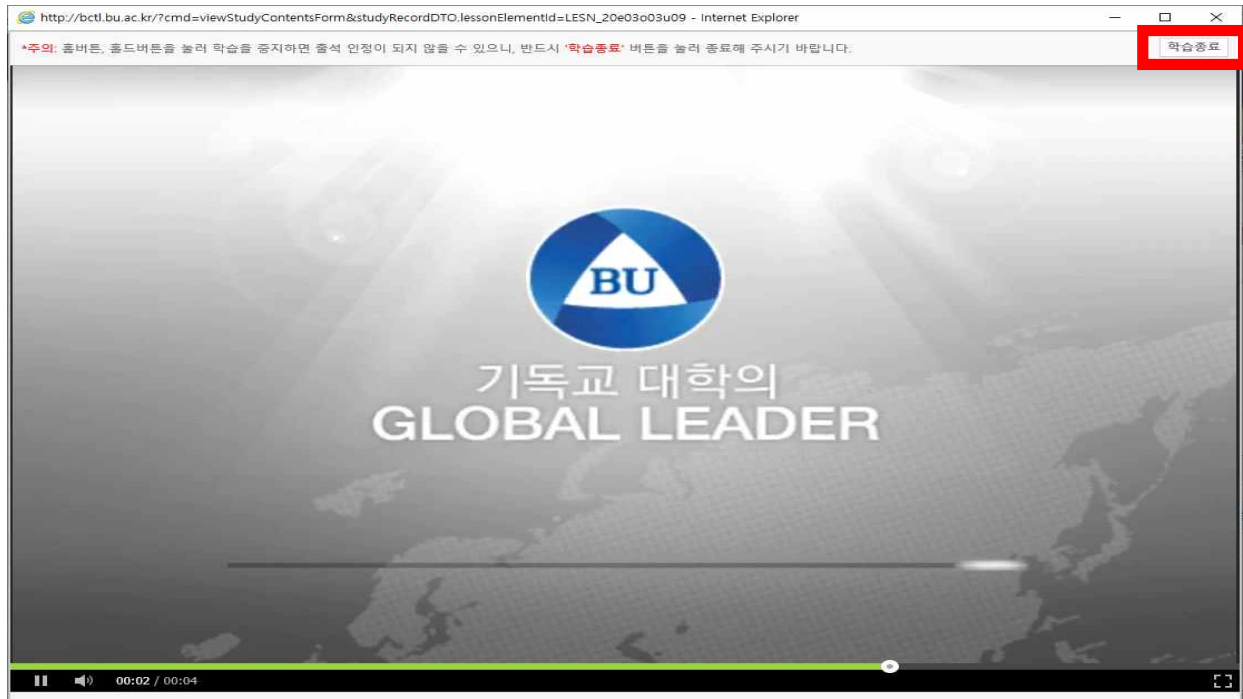 http://bctl.bu.ac.kr/?cmd=viewStudyContentsForm&studyRecordDTO.lessonElementId=LESN_20e03o03u09 - Internet Explorer
*주의: 홈버튼, 홀드버튼을 눌러 학습을 중지하면 출석 인정이 되지 않을 수 있으니, 반드시 '학습종료' 버튼을 눌러 종료해 주시기 바랍니다.
학습종료
BU
기독교 대학의
GLOBAL LEADER
00:02 / 00:04